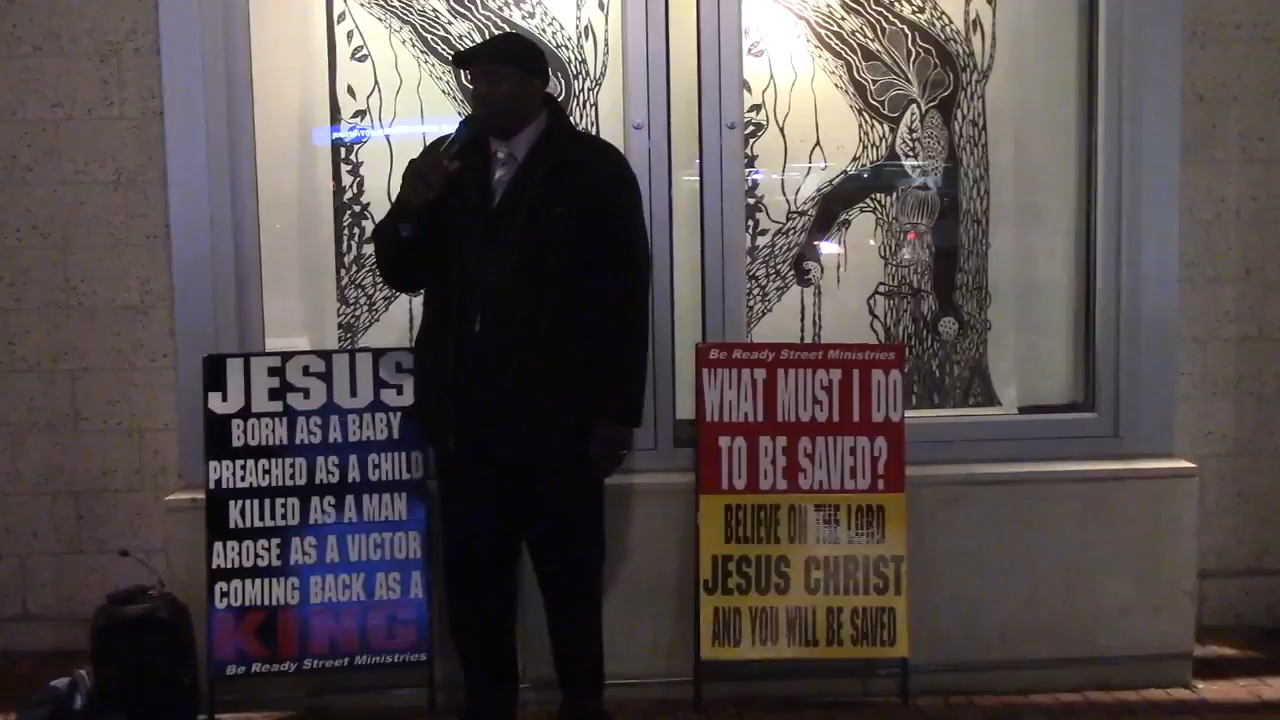 JESUS
BORN AS A BABY
PREACHED AS A CHILD
KILLED AS A MAN
AROSE AS A VICTOR
COMING BACK AS A
KING
Be Ready Street Ministries
Be Ready Street Ministries
WHAT MUST I DO
TO BE SAVED?
BELIEVE ON THE LORD
JESUS CHRIST
AND YOU WILL BE SAVED